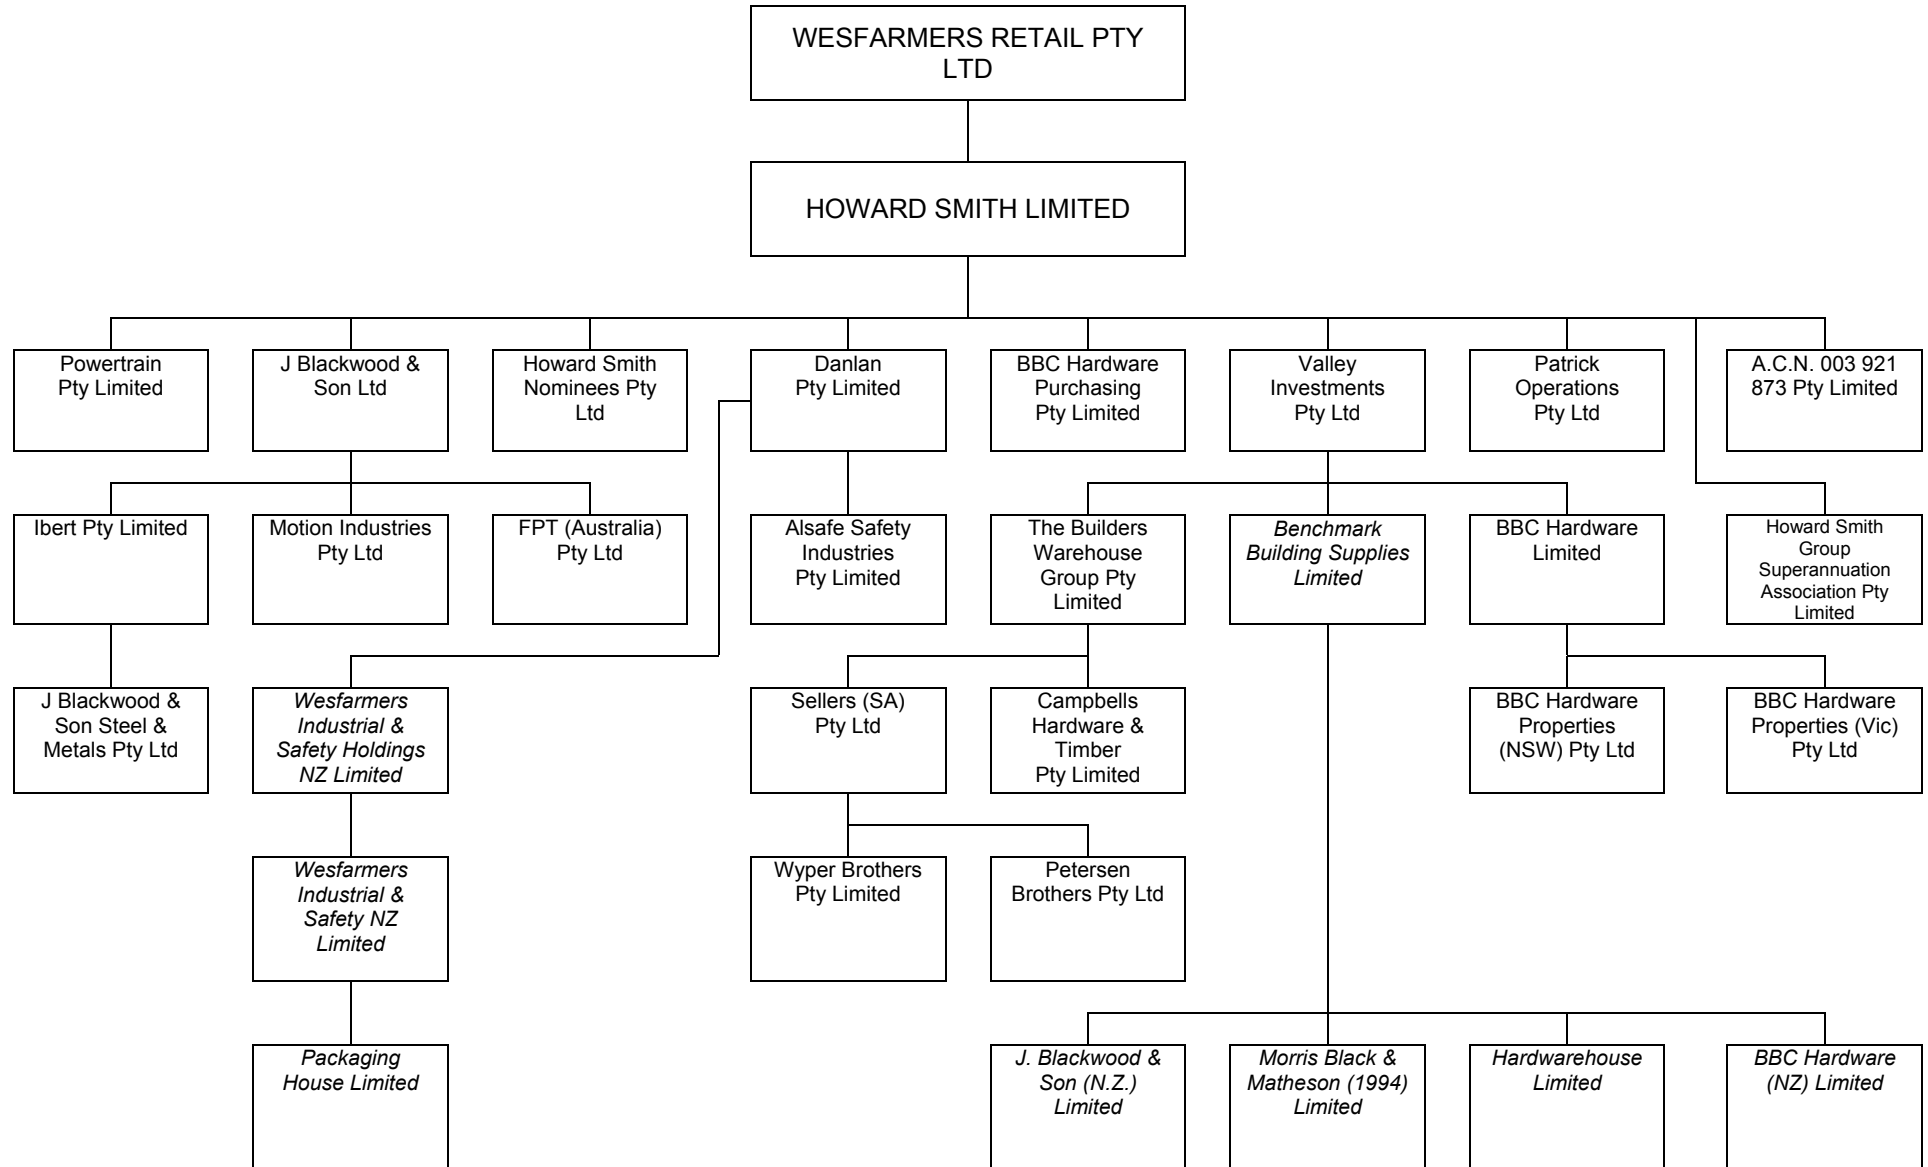 WESFARMERS RETAIL PTY
LTD
HOWARD SMITH LIMITED
Powertrain
Pty Limited
J Blackwood &
Son Ltd
Howard Smith
Nominees Pty
Ltd
Danlan
Pty Limited
BBC Hardware
Purchasing
Pty Limited
Valley
Investments
Pty Ltd
Patrick
Operations
Pty Ltd
A.C.N. 003 921
873 Pty Limited
Ibert Pty Limited
Motion Industries
Pty Ltd
FPT (Australia)
Pty Ltd
Alsafe Safety
Industries
Pty Limited
The Builders
Warehouse
Group Pty
Limited
Benchmark
Building Supplies
Limited
BBC Hardware
Limited
Howard Smith
Group
Superannuation
Association Pty
Limited
J Blackwood &
Son Steel &
Metals Pty Ltd
Wesfarmers
Industrial &
Safety Holdings
NZ Limited
Sellers (SA)
Pty Ltd
Campbells
Hardware &
Timber
Pty Limited
BBC Hardware
Properties
(NSW) Pty Ltd
BBC Hardware
Properties (Vic)
Pty Ltd
Wesfarmers
Industrial &
Safety NZ
Limited
Wyper Brothers
Pty Limited
Petersen
Brothers Pty Ltd
Packaging
House Limited
J. Blackwood &
Son (N.Z.)
Limited
Morris Black &
Matheson (1994)
Limited
Hardwarehouse
Limited
BBC Hardware
(NZ) Limited